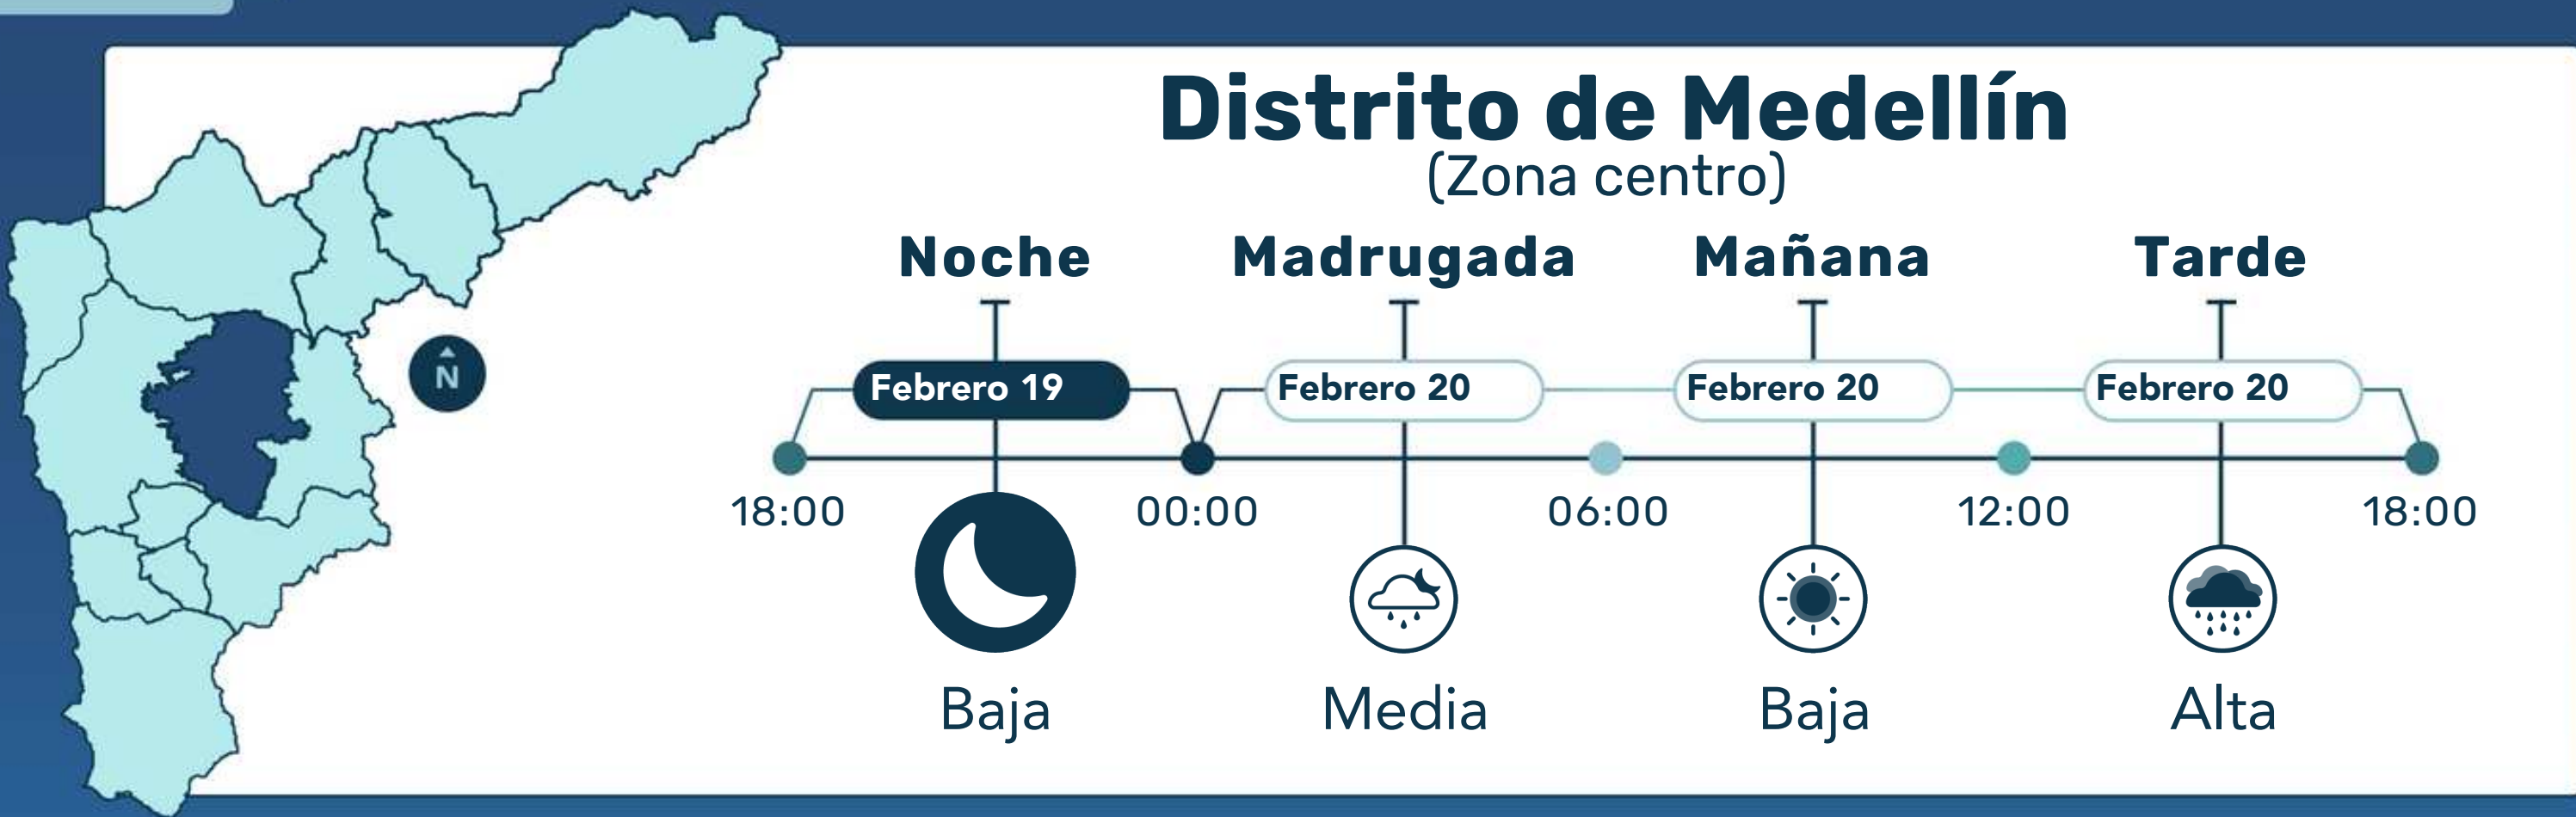 Distrito de Medellín
(Zona centro)
Noche Madrugada Mañana Tarde
N
Febrero 19 Febrero 20 Febrero 20 Febrero 20
18:00 00:00 06:00 12:00 18:00
Baja Media Baja Alta